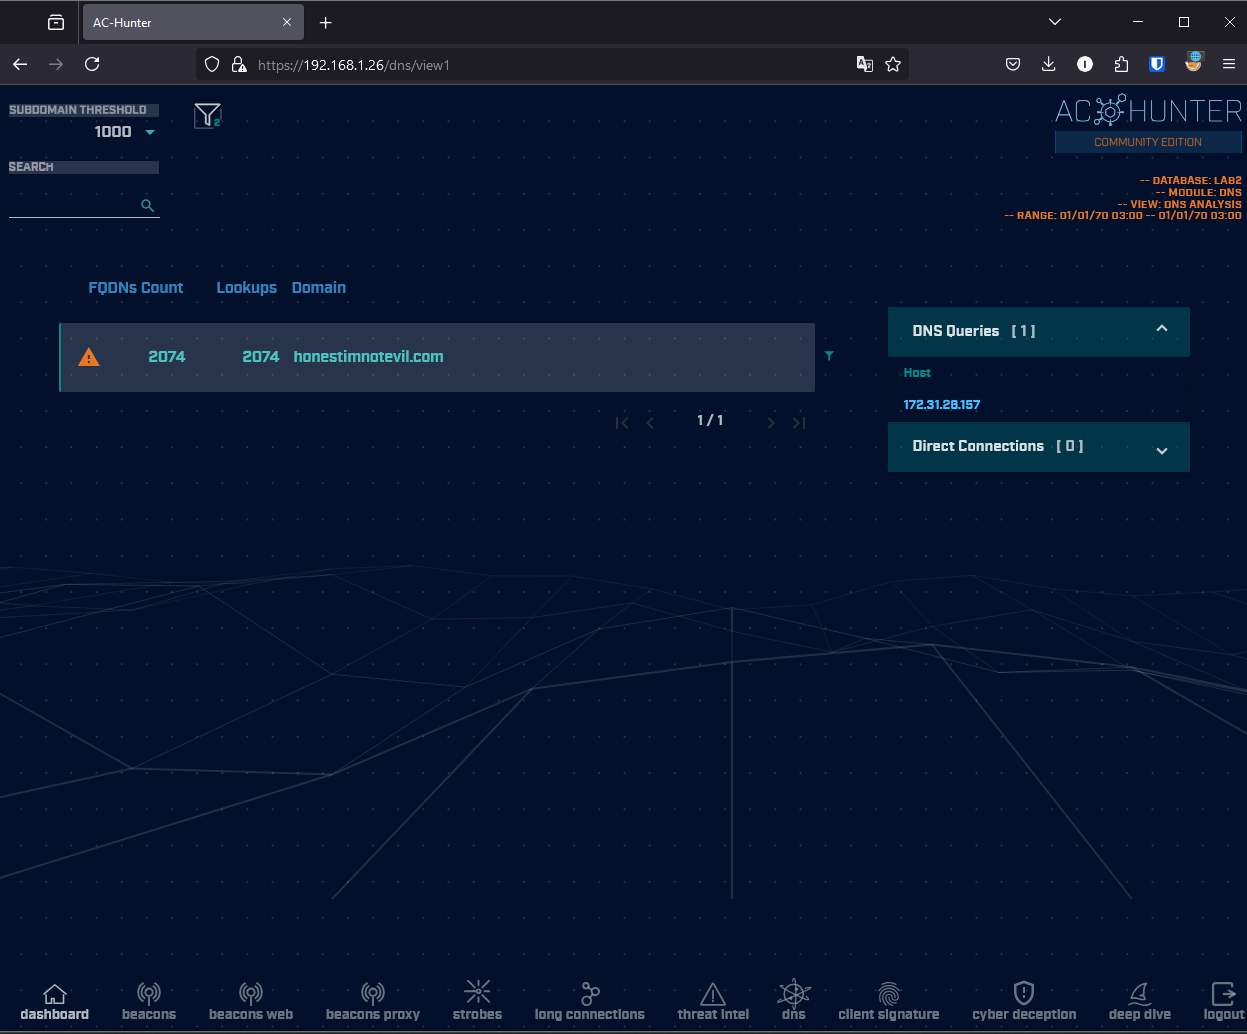 AC-Hunter
https://192.168.1.26/dns/view1
SUBDOMAIN THRESHOLD
1000
2
SEARCH
AC HUNTER
COMMUNITY EDITION
-- DATABASE: LAB2
-- MODULE: DNS
-- VIEW: DNS ANALYSIS
-- RANGE: 01/01/70 03:00 -- 01/01/70 03:00
FQDNs Count Lookups Domain
2074 2074 honestimnotevil.com
1 / 1
DNS Queries [ 1 ]
Host
172.31.28.157
Direct Connections [ 0 ]
dashboard beacons beacons web beacons proxy strobes long connections threat intel dns client signature cyber deception deep dive logout